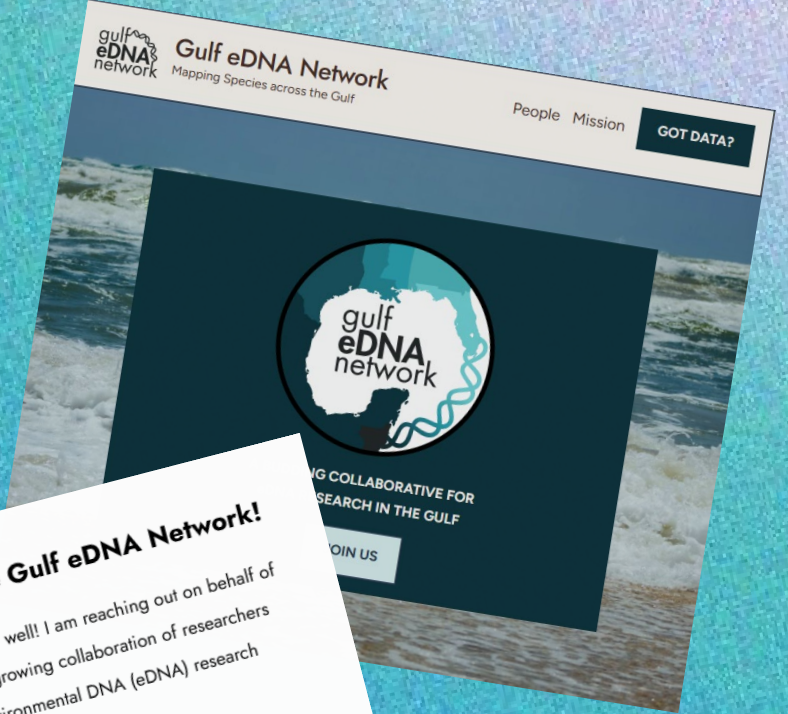 gulf
eDNA
network
Gulf eDNA Network
Mapping Species across the Gulf
People Mission GOT DATA?
gulf
eDNA
network
COLLABORATIVE FOR
IN THE GULF
JOIN US
Gulf eDNA Network!
well! I am reaching out on behalf of
growing collaboration of researchers
DNA (eDNA) research